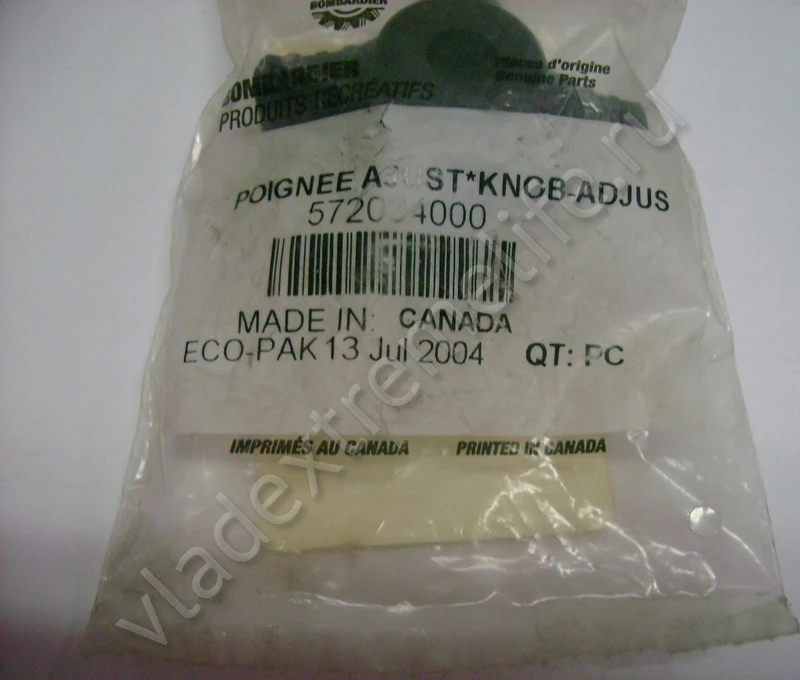 BOMBARDIER
BOMBARDIER
PRODUITS RÉCRÉATIFS
Pièces d'origine
Genuine Parts
POIGNEE AJUST*KNOB-ADJUS
MADE IN: CANADA
ECO-PAK 13 Jul 2004 QT: PC
IMPRIMÉS AU CANADA PRINTED IN CANADA
vladextremelife.ru